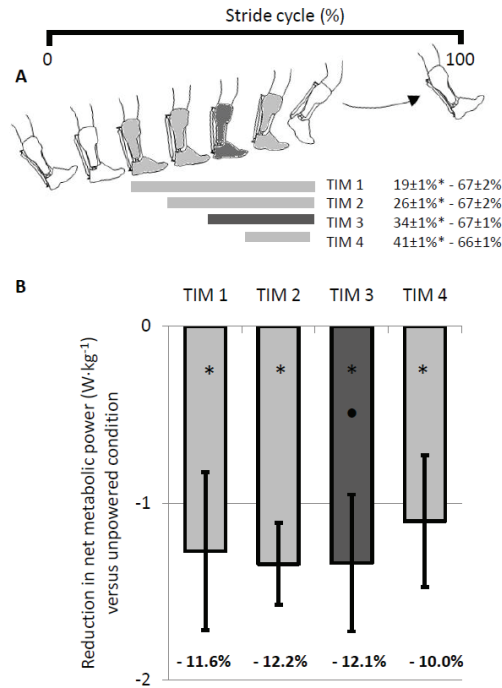 Stride cycle (%)
0 100
A
TIM 1 19±1%* - 67±2%
TIM 2 26±1%* - 67±2%
TIM 3 34±1%* - 67±1%
TIM 4 41±1%* - 66±1%
B
TIM 1 TIM 2 TIM 3 TIM 4
0
* * * *
•
-1
-2
- 11.6% - 12.2% - 12.1% - 10.0%
Reduction in net metabolic power (W·kg⁻¹)
versus unpowered condition